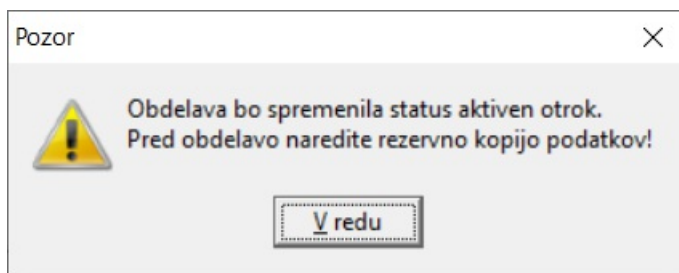 Pozor
Obdelava bo spremenila status aktiven otrok.
Pred obdelavo naredite rezervno kopijo podatkov!
V redu